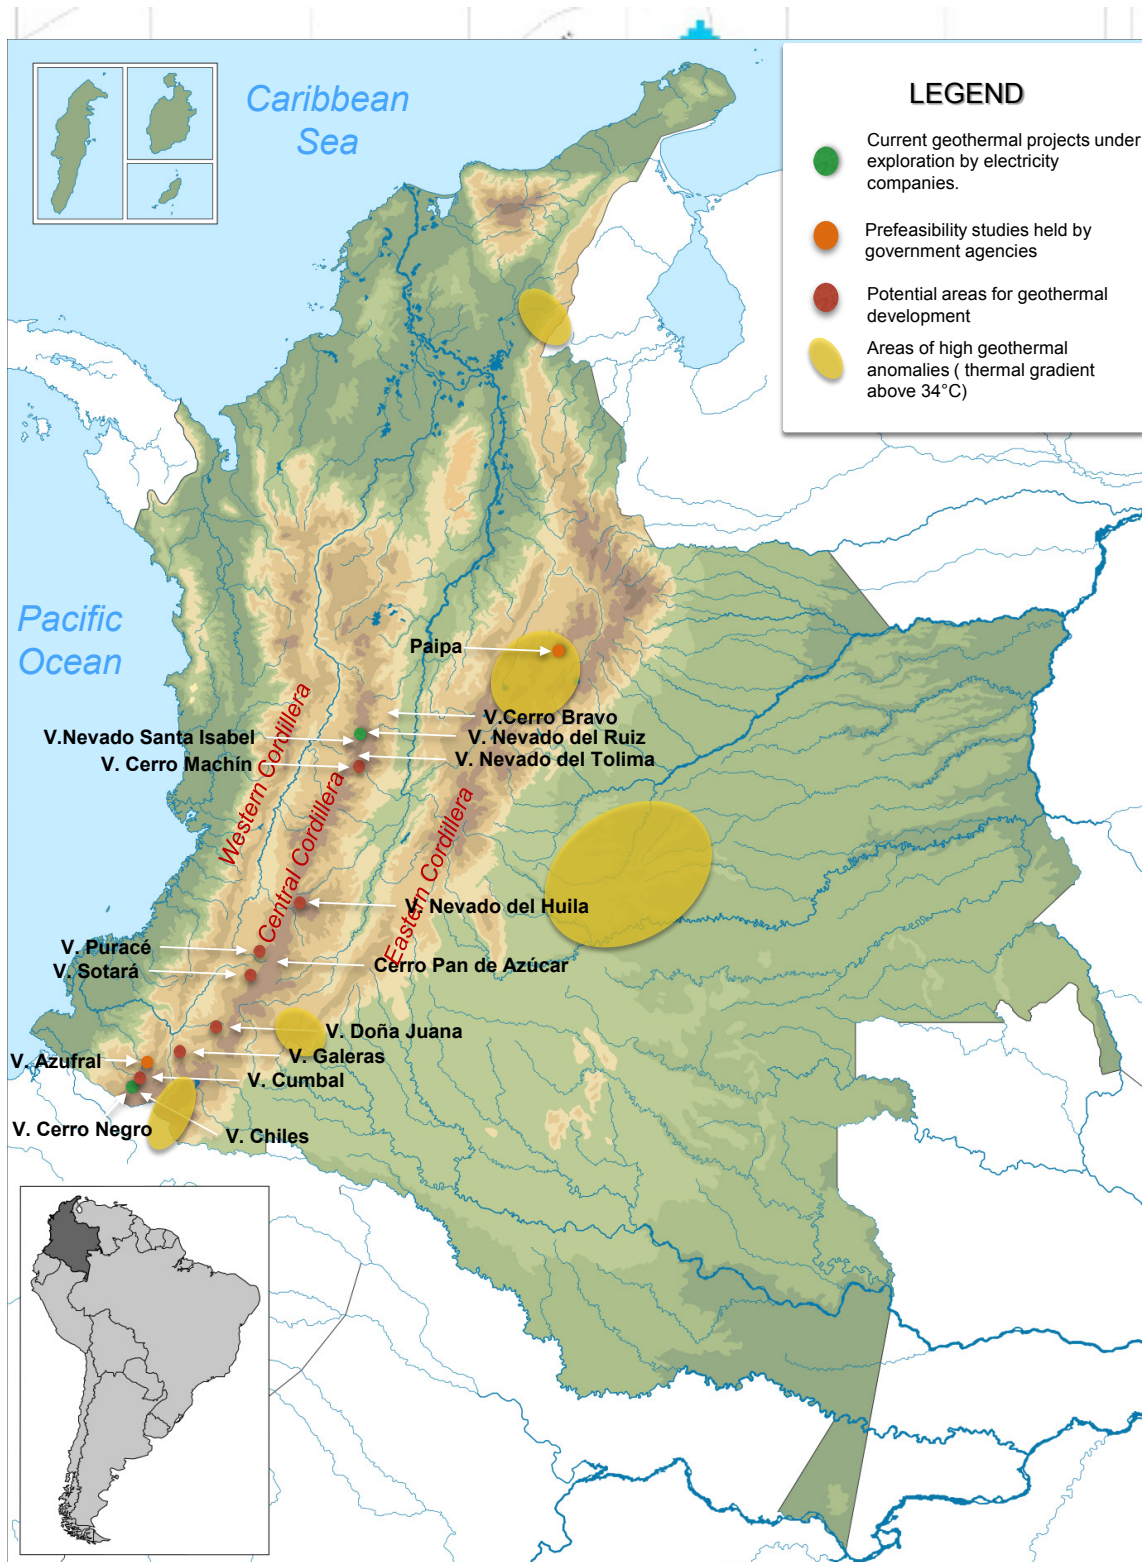 Caribbean
Sea
LEGEND
Current geothermal projects under
exploration by electricity
companies.
Prefeasibility studies held by
government agencies
Potential areas for geothermal
development
Areas of high geothermal
anomalies ( thermal gradient
above 34°C)
Pacific
Ocean
Paipa
V.Cerro Bravo
V.Nevado Santa Isabel
V. Nevado del Ruiz
V. Cerro Machín
V. Nevado del Tolima
Western Cordillera
Central Cordillera
Eastern Cordillera
V. Nevado del Huila
V. Puracé
Cerro Pan de Azúcar
V. Sotará
V. Doña Juana
V. Galeras
V. Azufral
V. Cumbal
V. Cerro Negro
V. Chiles